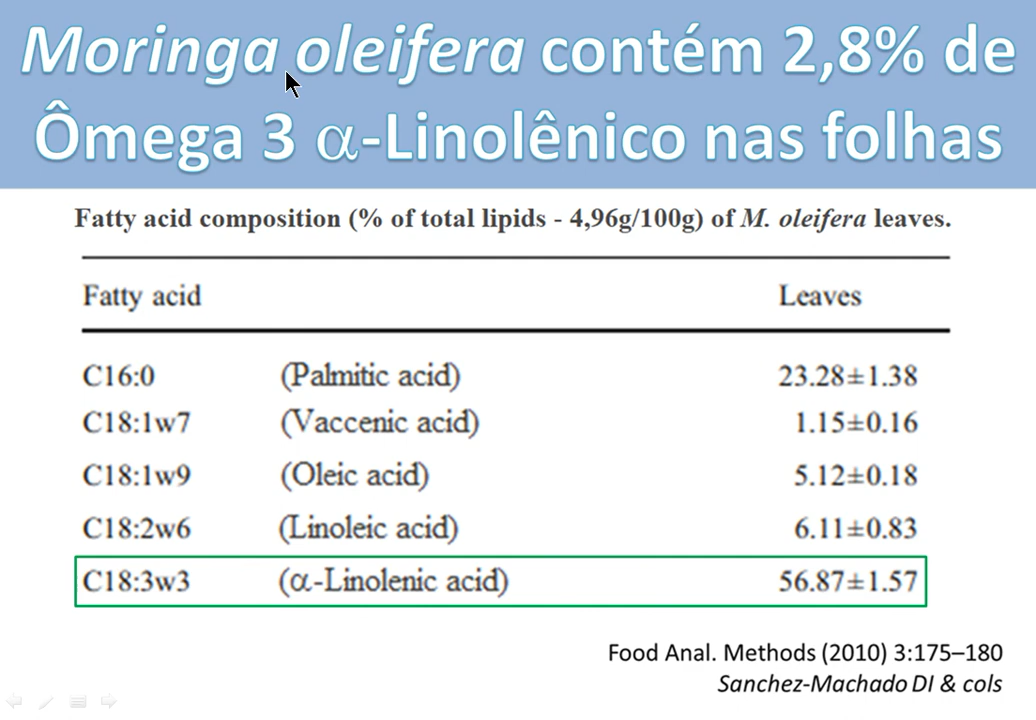 Moringa oleifera contém 2,8% de
Ômega 3 α-Linolênico nas folhas
Fatty acid composition (% of total lipids - 4,96g/100g) of M. oleifera leaves.
Fatty acid Leaves
C16:0 (Palmitic acid) 23.28±1.38
C18:1w7 (Vaccenic acid) 1.15±0.16
C18:1w9 (Oleic acid) 5.12±0.18
C18:2w6 (Linoleic acid) 6.11±0.83
C18:3w3 (α-Linolenic acid) 56.87±1.57
Food Anal. Methods (2010) 3:175–180
Sanchez-Machado DI & cols